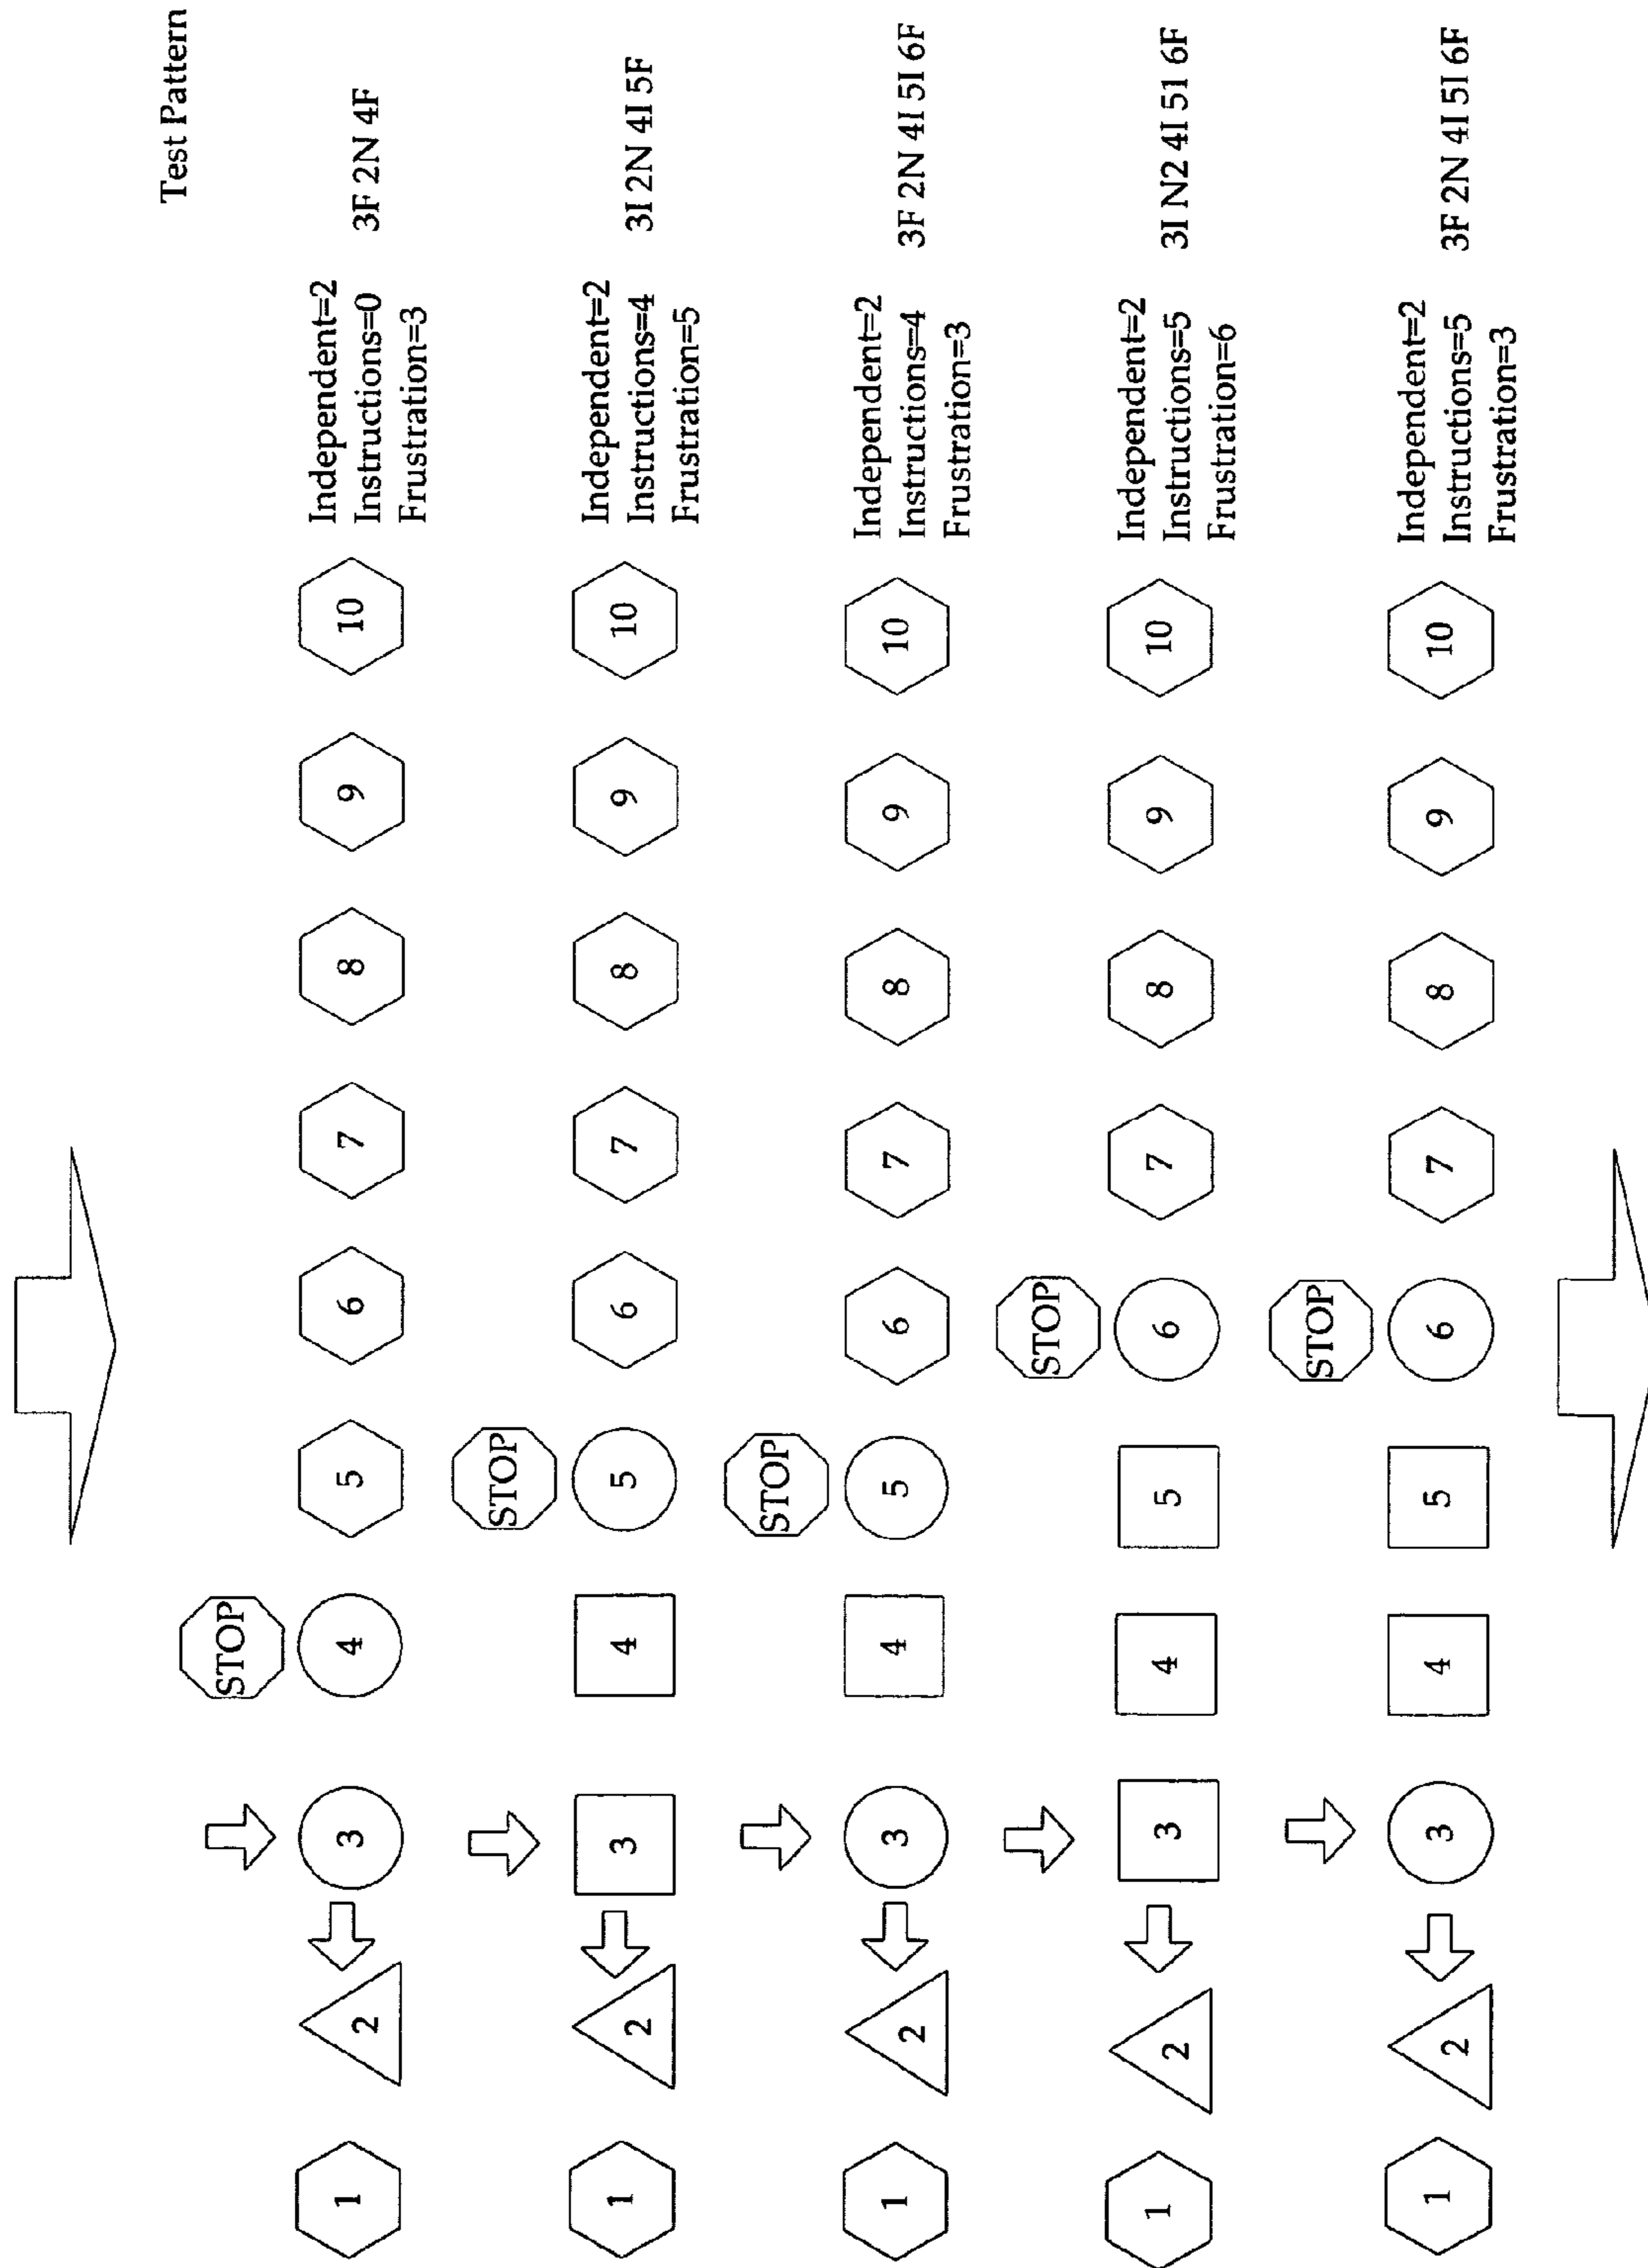 Test Pattern
STOP
1 2 3 4 5 6 7 8 9 10
Independent=2
Instructions=0
Frustration=3
3F 2N 4F
STOP
1 2 3 4 5 6 7 8 9 10
Independent=2
Instructions=4
Frustration=5
3I 2N 4I 5F
STOP
1 2 3 4 5 6 7 8 9 10
Independent=2
Instructions=4
Frustration=3
3F 2N 4I 5I 6F
STOP
1 2 3 4 5 6 7 8 9 10
Independent=2
Instructions=5
Frustration=6
3I N2 4I 51 6F
STOP
1 2 3 4 5 6 7 8 9 10
Independent=2
Instructions=5
Frustration=3
3F 2N 4I 5I 6F